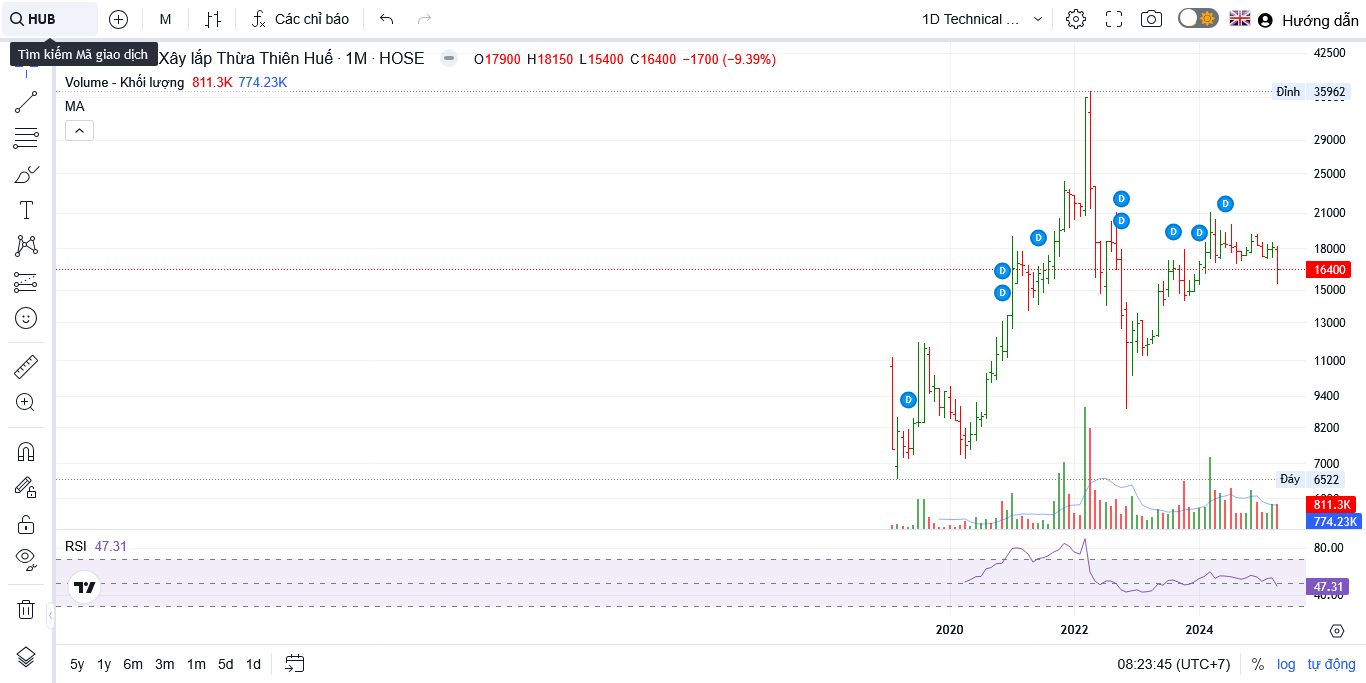 HUB
M
Các chỉ báo
1D Technical ...
Hướng dẫn
Tìm kiếm Mã giao dịch
Xây lắp Thừa Thiên Huế · 1M · HOSE
O17900 H18150 L15400 C16400 −1700 (−9.39%)
Volume - Khối lượng 811.3K 774.23K
MA
42500
Đỉnh 35962
29000
25000
21000
18000
16400
15000
13000
11000
9400
8200
7000
Đáy 6522
811.3K
774.23K
D
D
D
D
D
D
D
D
D
RSI 47.31
80.00
47.31
40.00
2020 2022 2024
5y 1y 6m 3m 1m 5d 1d
08:23:45 (UTC+7) % log tự động